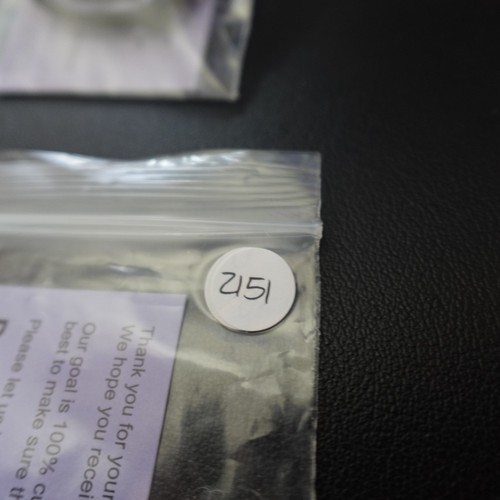 2151
Thank you for your
We hope you recei
Our goal is 100% c
best to make sure th
Please let us